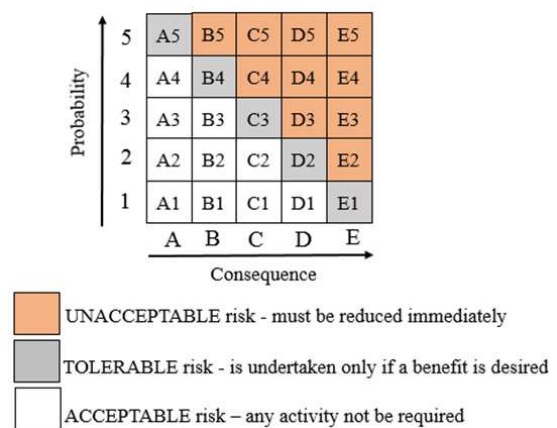 Probability
5 A5 B5 C5 D5 E5
4 A4 B4 C4 D4 E4
3 A3 B3 C3 D3 E3
2 A2 B2 C2 D2 E2
1 A1 B1 C1 D1 E1
A B C D E
Consequence
UNACCEPTABLE risk - must be reduced immediately
TOLERABLE risk - is undertaken only if a benefit is desired
ACCEPTABLE risk – any activity not be required